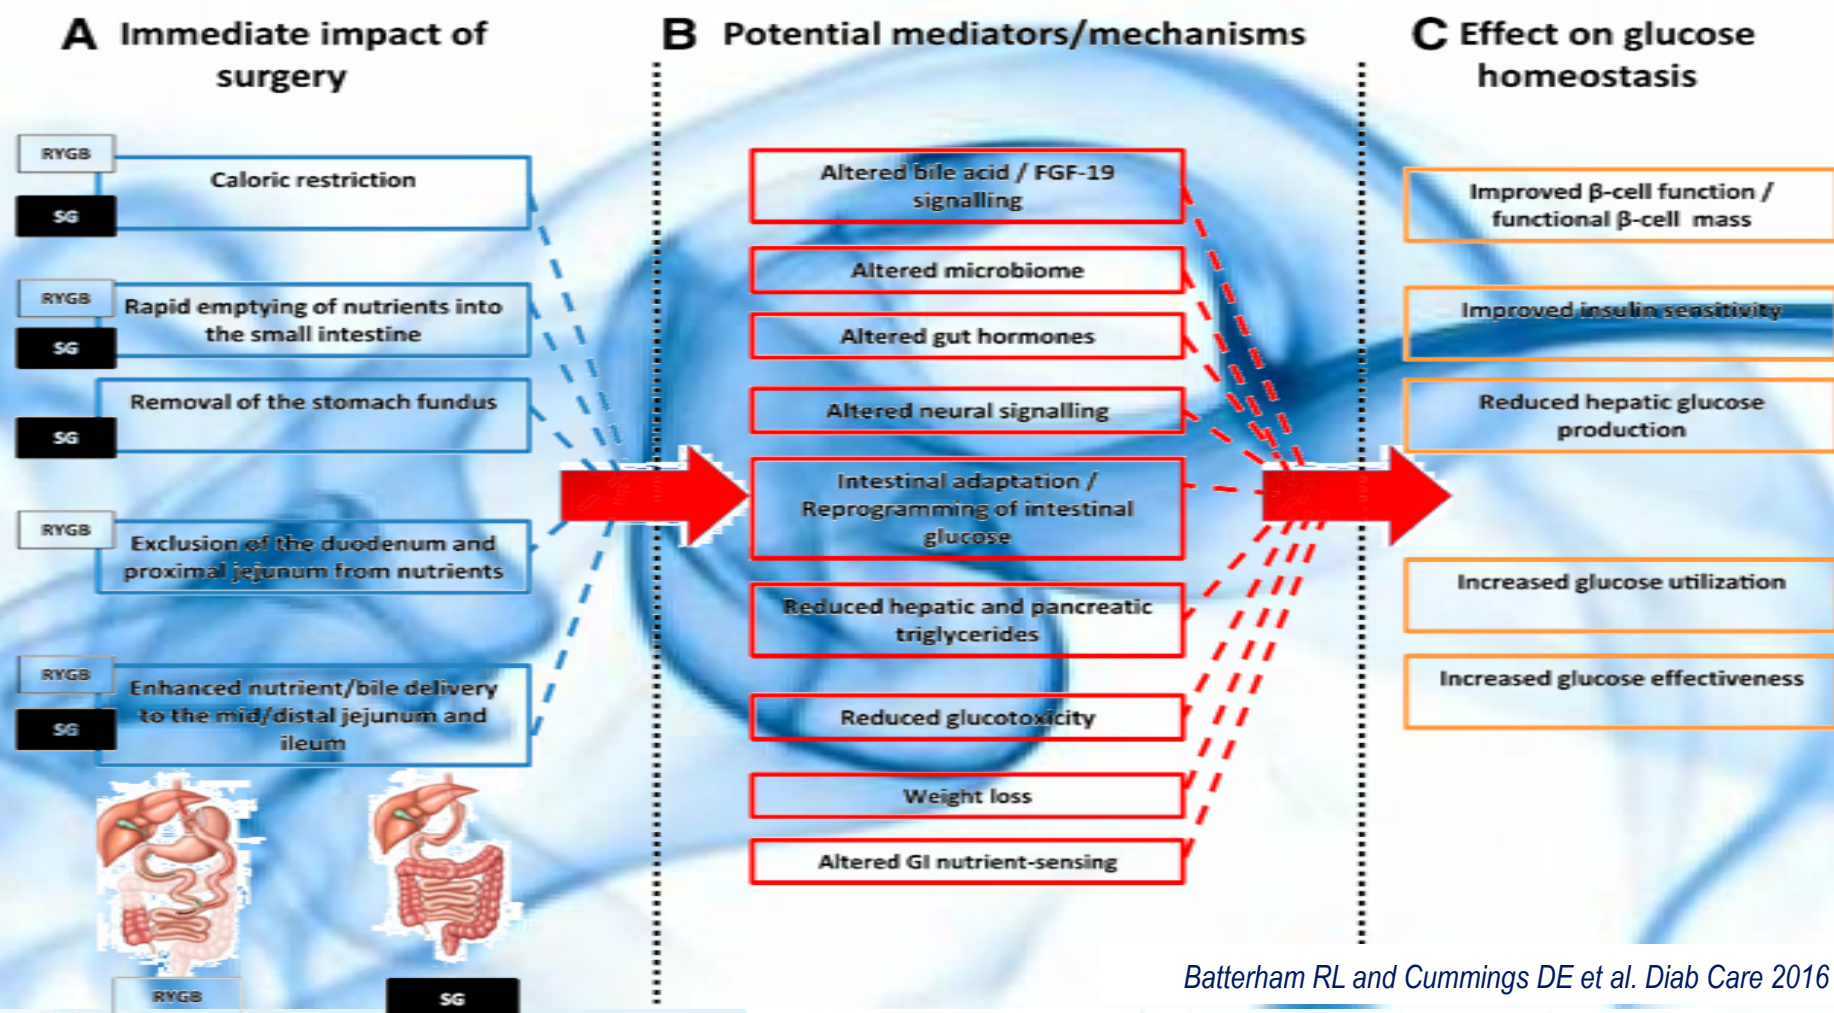 A Immediate impact of
surgery
RYGB
SG
Caloric restriction
RYGB
SG
Rapid emptying of nutrients into
the small intestine
SG
Removal of the stomach fundus
RYGB
Exclusion of the duodenum and
proximal jejunum from nutrients
RYGB
SG
Enhanced nutrient/bile delivery
to the mid/distal jejunum and
ileum
RYGB
SG
B Potential mediators/mechanisms
Altered bile acid / FGF-19
signalling
Altered microbiome
Altered gut hormones
Altered neural signalling
Intestinal adaptation /
Reprogramming of intestinal
glucose
Reduced hepatic and pancreatic
triglycerides
Reduced glucotoxicity
Weight loss
Altered GI nutrient-sensing
C Effect on glucose
homeostasis
Improved β-cell function /
functional β-cell mass
Improved insulin sensitivity
Reduced hepatic glucose
production
Increased glucose utilization
Increased glucose effectiveness
Batterham RL and Cummings DE et al. Diab Care 2016